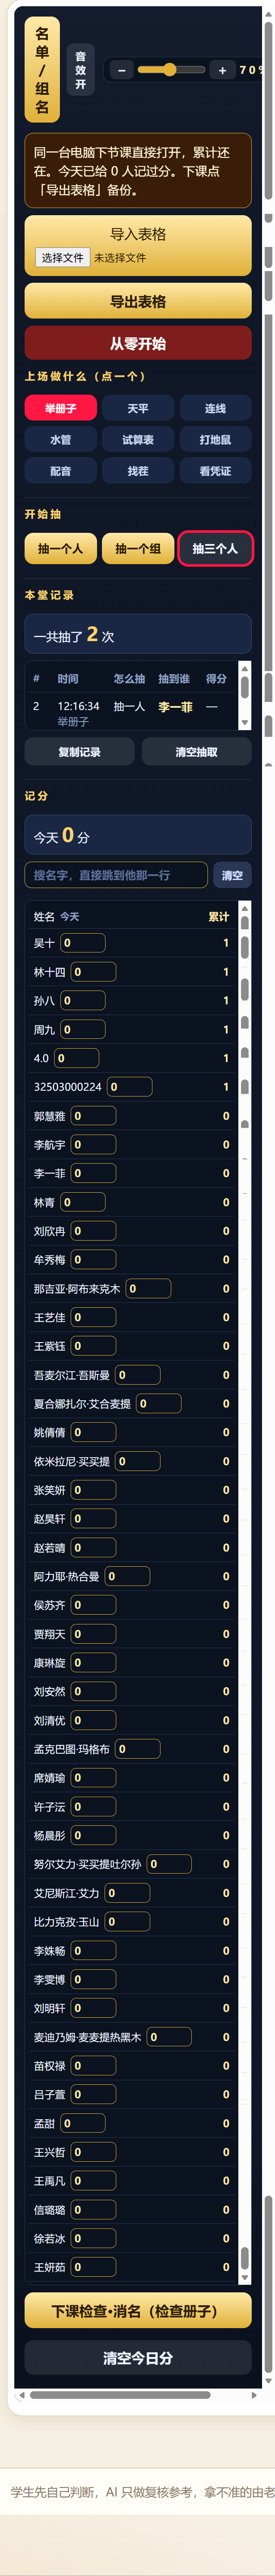 名单/组名
音效开
−
+
70%
同一台电脑下节课直接打开，累计还在。今天已给 0 人记过分。下课点「导出表格」备份。
导入表格
选择文件 未选择文件
导出表格
从零开始
上场做什么（点一个）
举册子 天平 连线
水管 试算表 打地鼠
配音 找茬 看凭证
开始抽
抽一个人 抽一个组 抽三个人
本堂记录
一共抽了 2 次
# 时间 怎么抽 抽到谁 得分
2 12:16:34 抽一人 李一菲 —
举册子
复制记录 清空抽取
记分
今天 0 分
搜名字，直接跳到他那一行 清空
姓名 今天 累计
吴十 0 1
林十四 0 1
孙八 0 1
周九 0 1
4.0 0 1
32503000224 0 1
郭慧雅 0 0
李航宇 0 0
李一菲 0 0
林青 0 0
刘欣冉 0 0
牟秀梅 0 0
那吉亚·阿布来克木 0 0
王艺佳 0 0
王紫钰 0 0
吾麦尔江·吾斯曼 0 0
夏合娜扎尔·艾合麦提 0 0
姚倩倩 0 0
依米拉尼·买买提 0 0
张笑妍 0 0
赵昊轩 0 0
赵若晴 0 0
阿力耶·热合曼 0 0
侯苏齐 0 0
贾翔天 0 0
康琳旋 0 0
刘安然 0 0
刘清优 0 0
孟克巴图·玛格布 0 0
席婧瑜 0 0
许子沄 0 0
杨晨彤 0 0
努尔艾力·买买提吐尔孙 0 0
艾尼斯江·艾力 0 0
比力克孜·玉山 0 0
李姝畅 0 0
李雯博 0 0
刘明轩 0 0
麦迪乃姆·麦麦提热黑木 0 0
苗权禄 0 0
吕子萱 0 0
孟甜 0 0
王兴哲 0 0
王禹凡 0 0
信璐璐 0 0
徐若冰 0 0
王妍茹 0 0
下课检查·消名（检查册子）
清空今日分
学生先自己判断，AI 只做复核参考，拿不准的由老